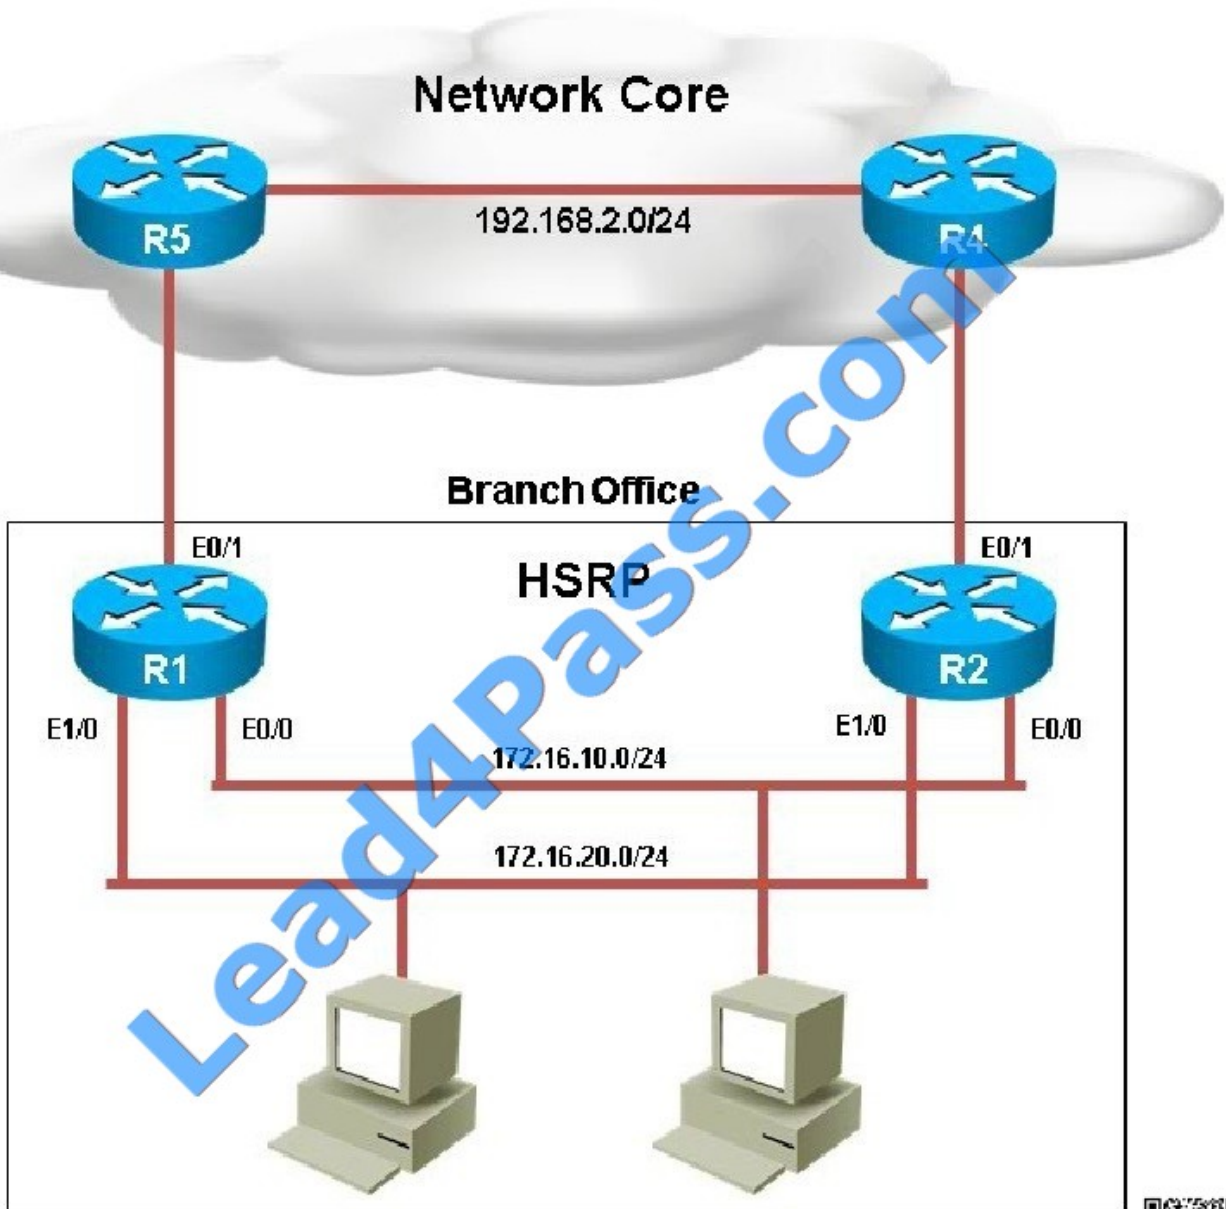 Network Core
R5
R4
192.168.2.0/24
Branch Office
E0/1
E0/1
HSRP
R1
R2
E1/0
E0/0
E1/0
E0/0
172.16.10.0/24
172.16.20.0/24
Lead4Pass.com